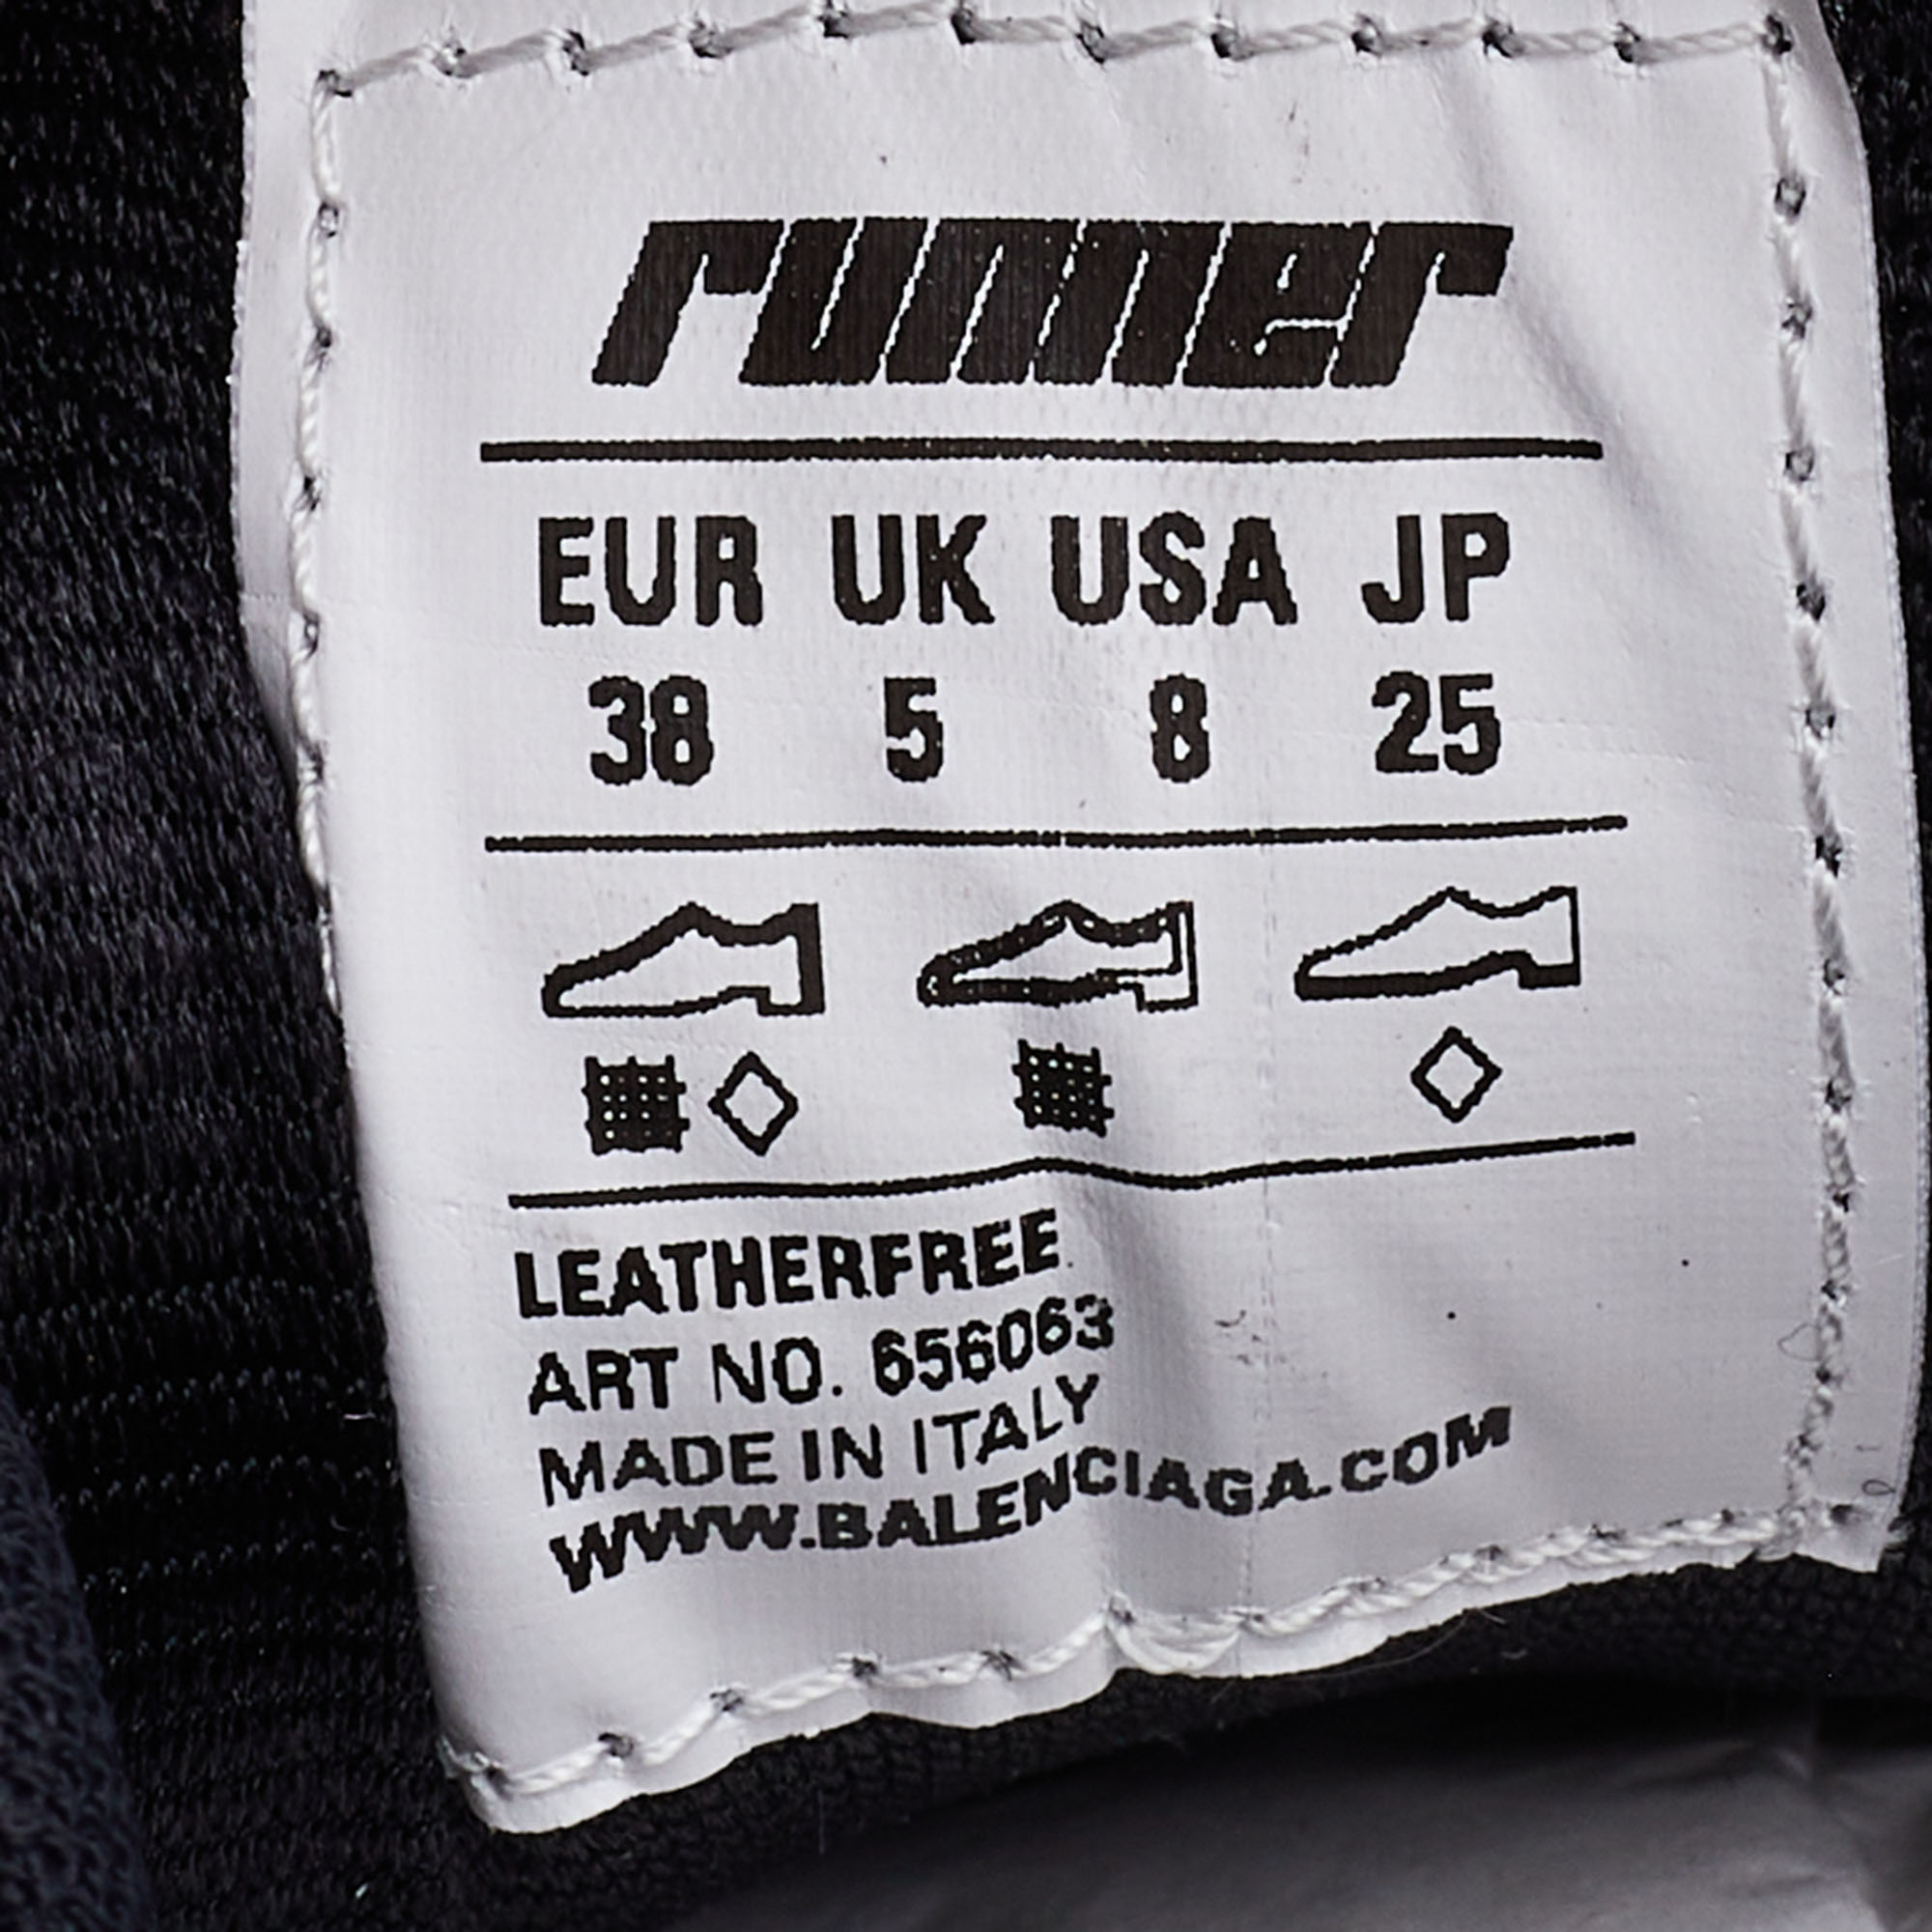 runner
EUR UK USA JP
38 5 8 25
LEATHERFREE
ART NO. 656063
MADE IN ITALY
WWW.BALENCIAGA.COM